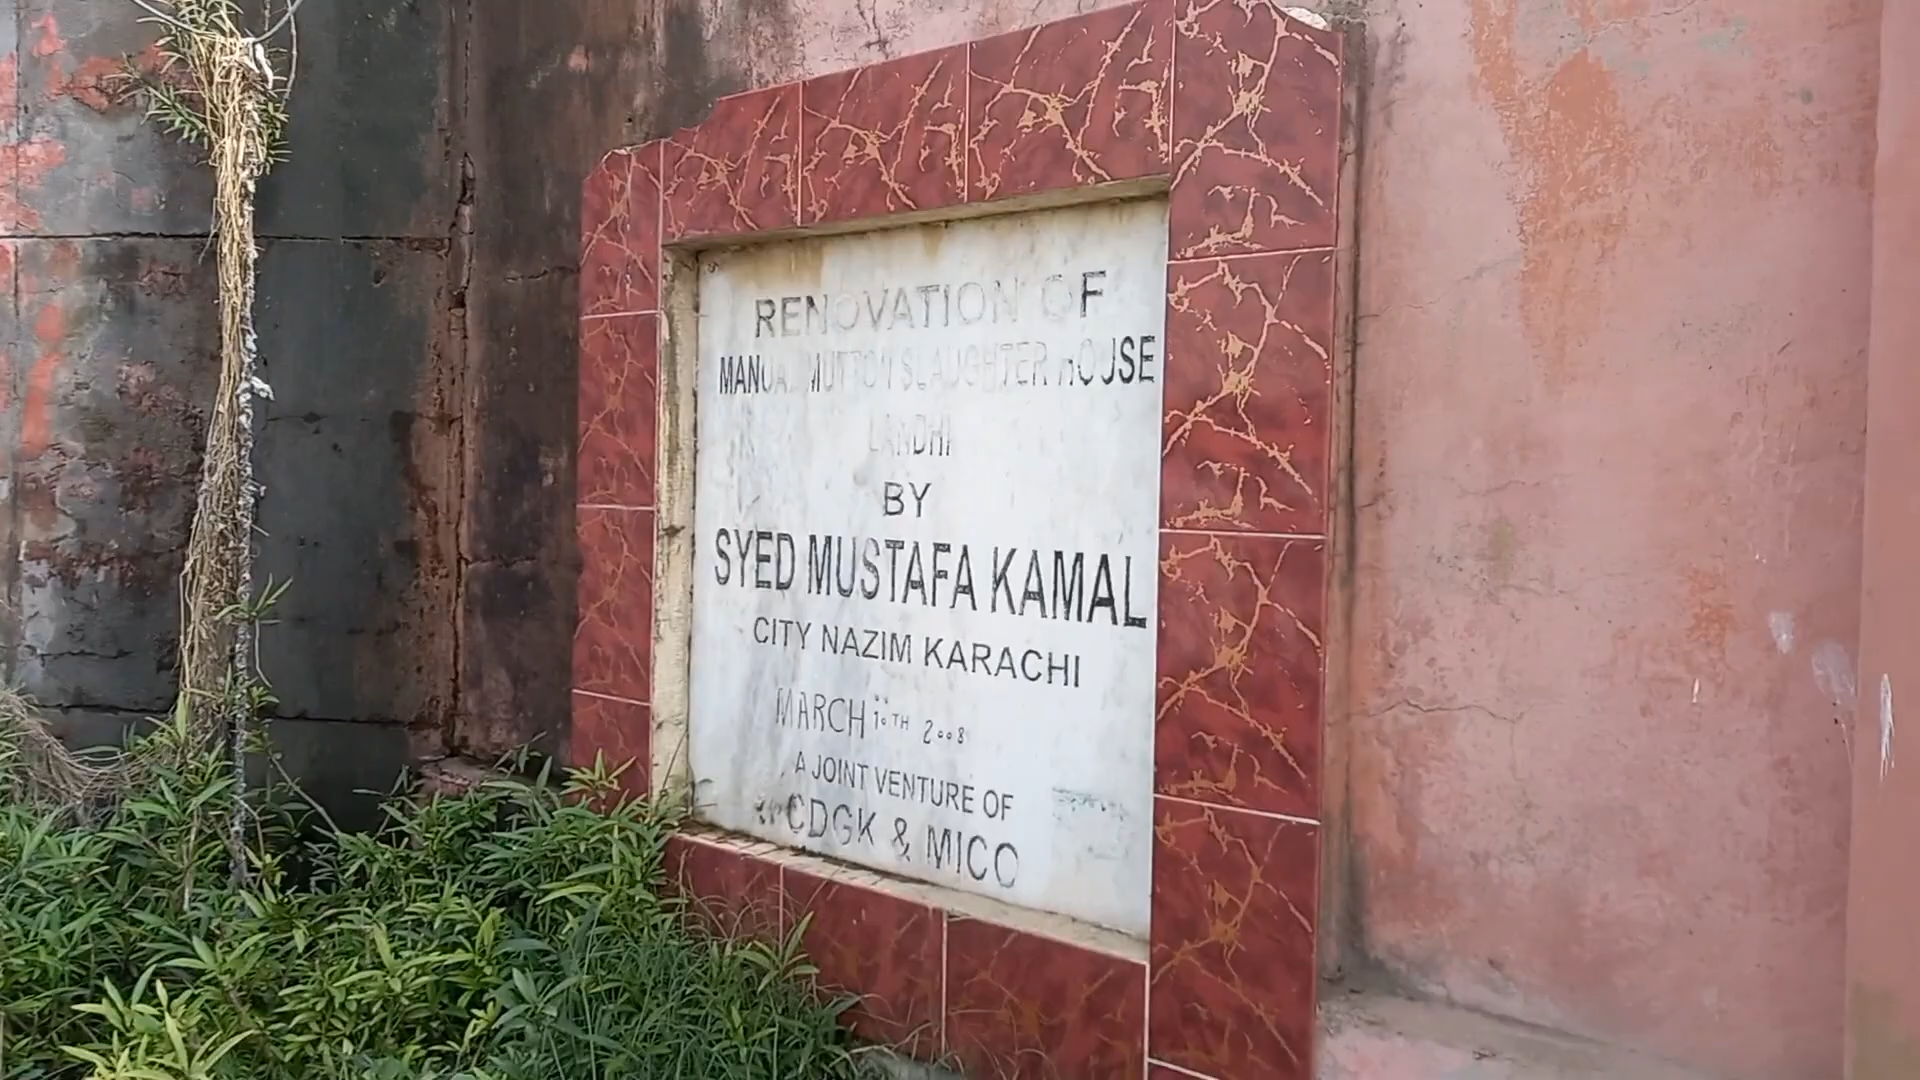 RENOVATION OF
MANUAL MUTTON SLAUGHTER HOUSE
LANDHI
BY
SYED MUSTAFA KAMAL
CITY NAZIM KARACHI
MARCH 10TH 2008
A JOINT VENTURE OF
CDGK & MICO